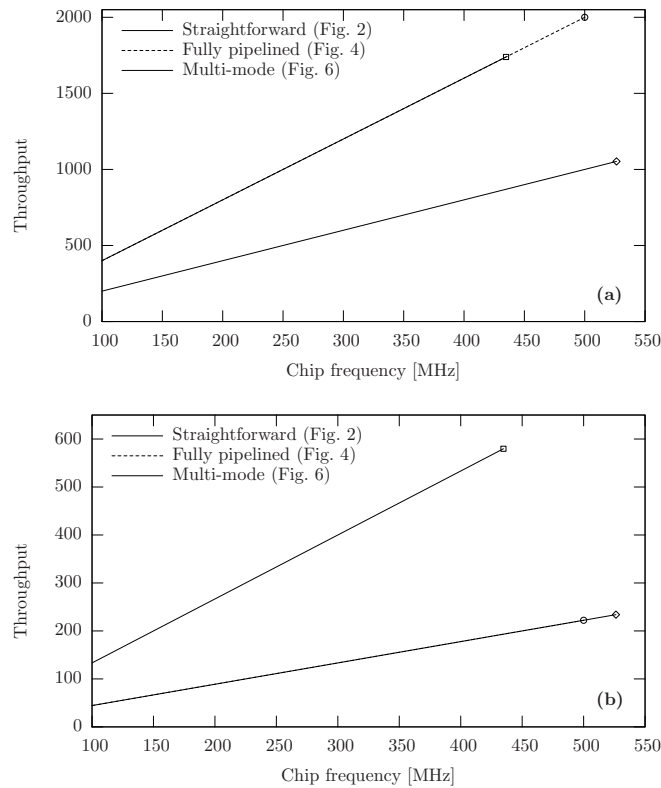 2000
1500
1000
500
0
Throughput
Straightforward (Fig. 2)
Fully pipelined (Fig. 4)
Multi-mode (Fig. 6)
(a)
100 150 200 250 300 350 400 450 500 550
Chip frequency [MHz]
600
500
400
300
200
100
0
Throughput
Straightforward (Fig. 2)
Fully pipelined (Fig. 4)
Multi-mode (Fig. 6)
(b)
100 150 200 250 300 350 400 450 500 550
Chip frequency [MHz]